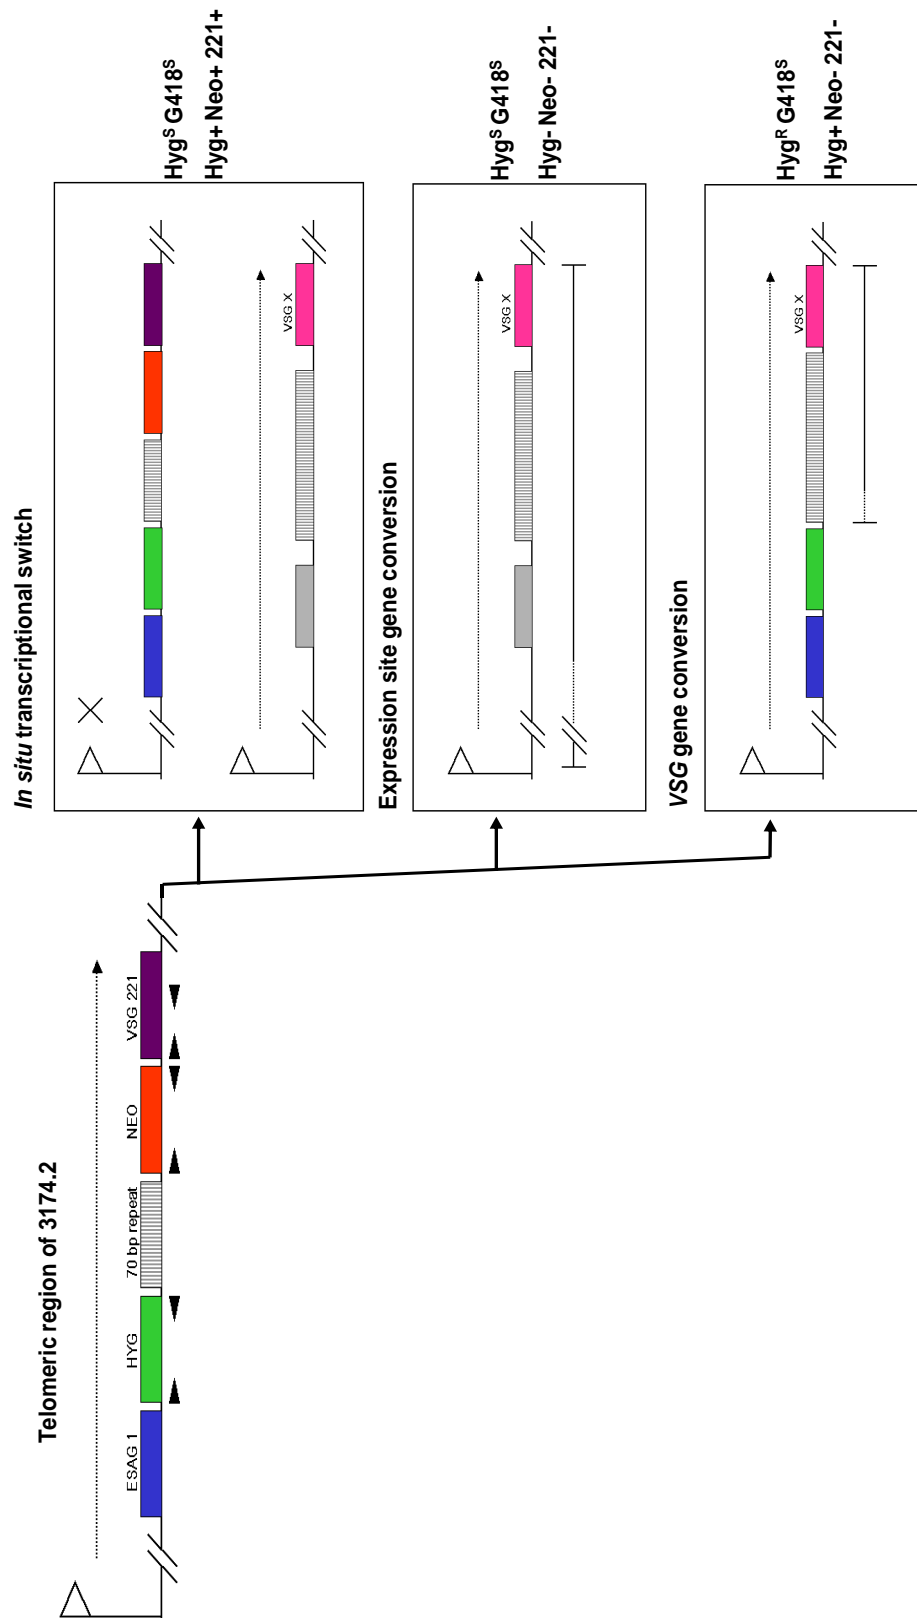 Telomeric region of 3174.2
ESAG 1
HYG
70 bp repeat
NEO
VSG 221
In situ transcriptional switch
VSG X
Hyg^S G418^S
Hyg+ Neo+ 221+
Expression site gene conversion
VSG X
Hyg^S G418^S
Hyg- Neo- 221-
VSG gene conversion
VSG X
Hyg^R G418^S
Hyg+ Neo- 221-